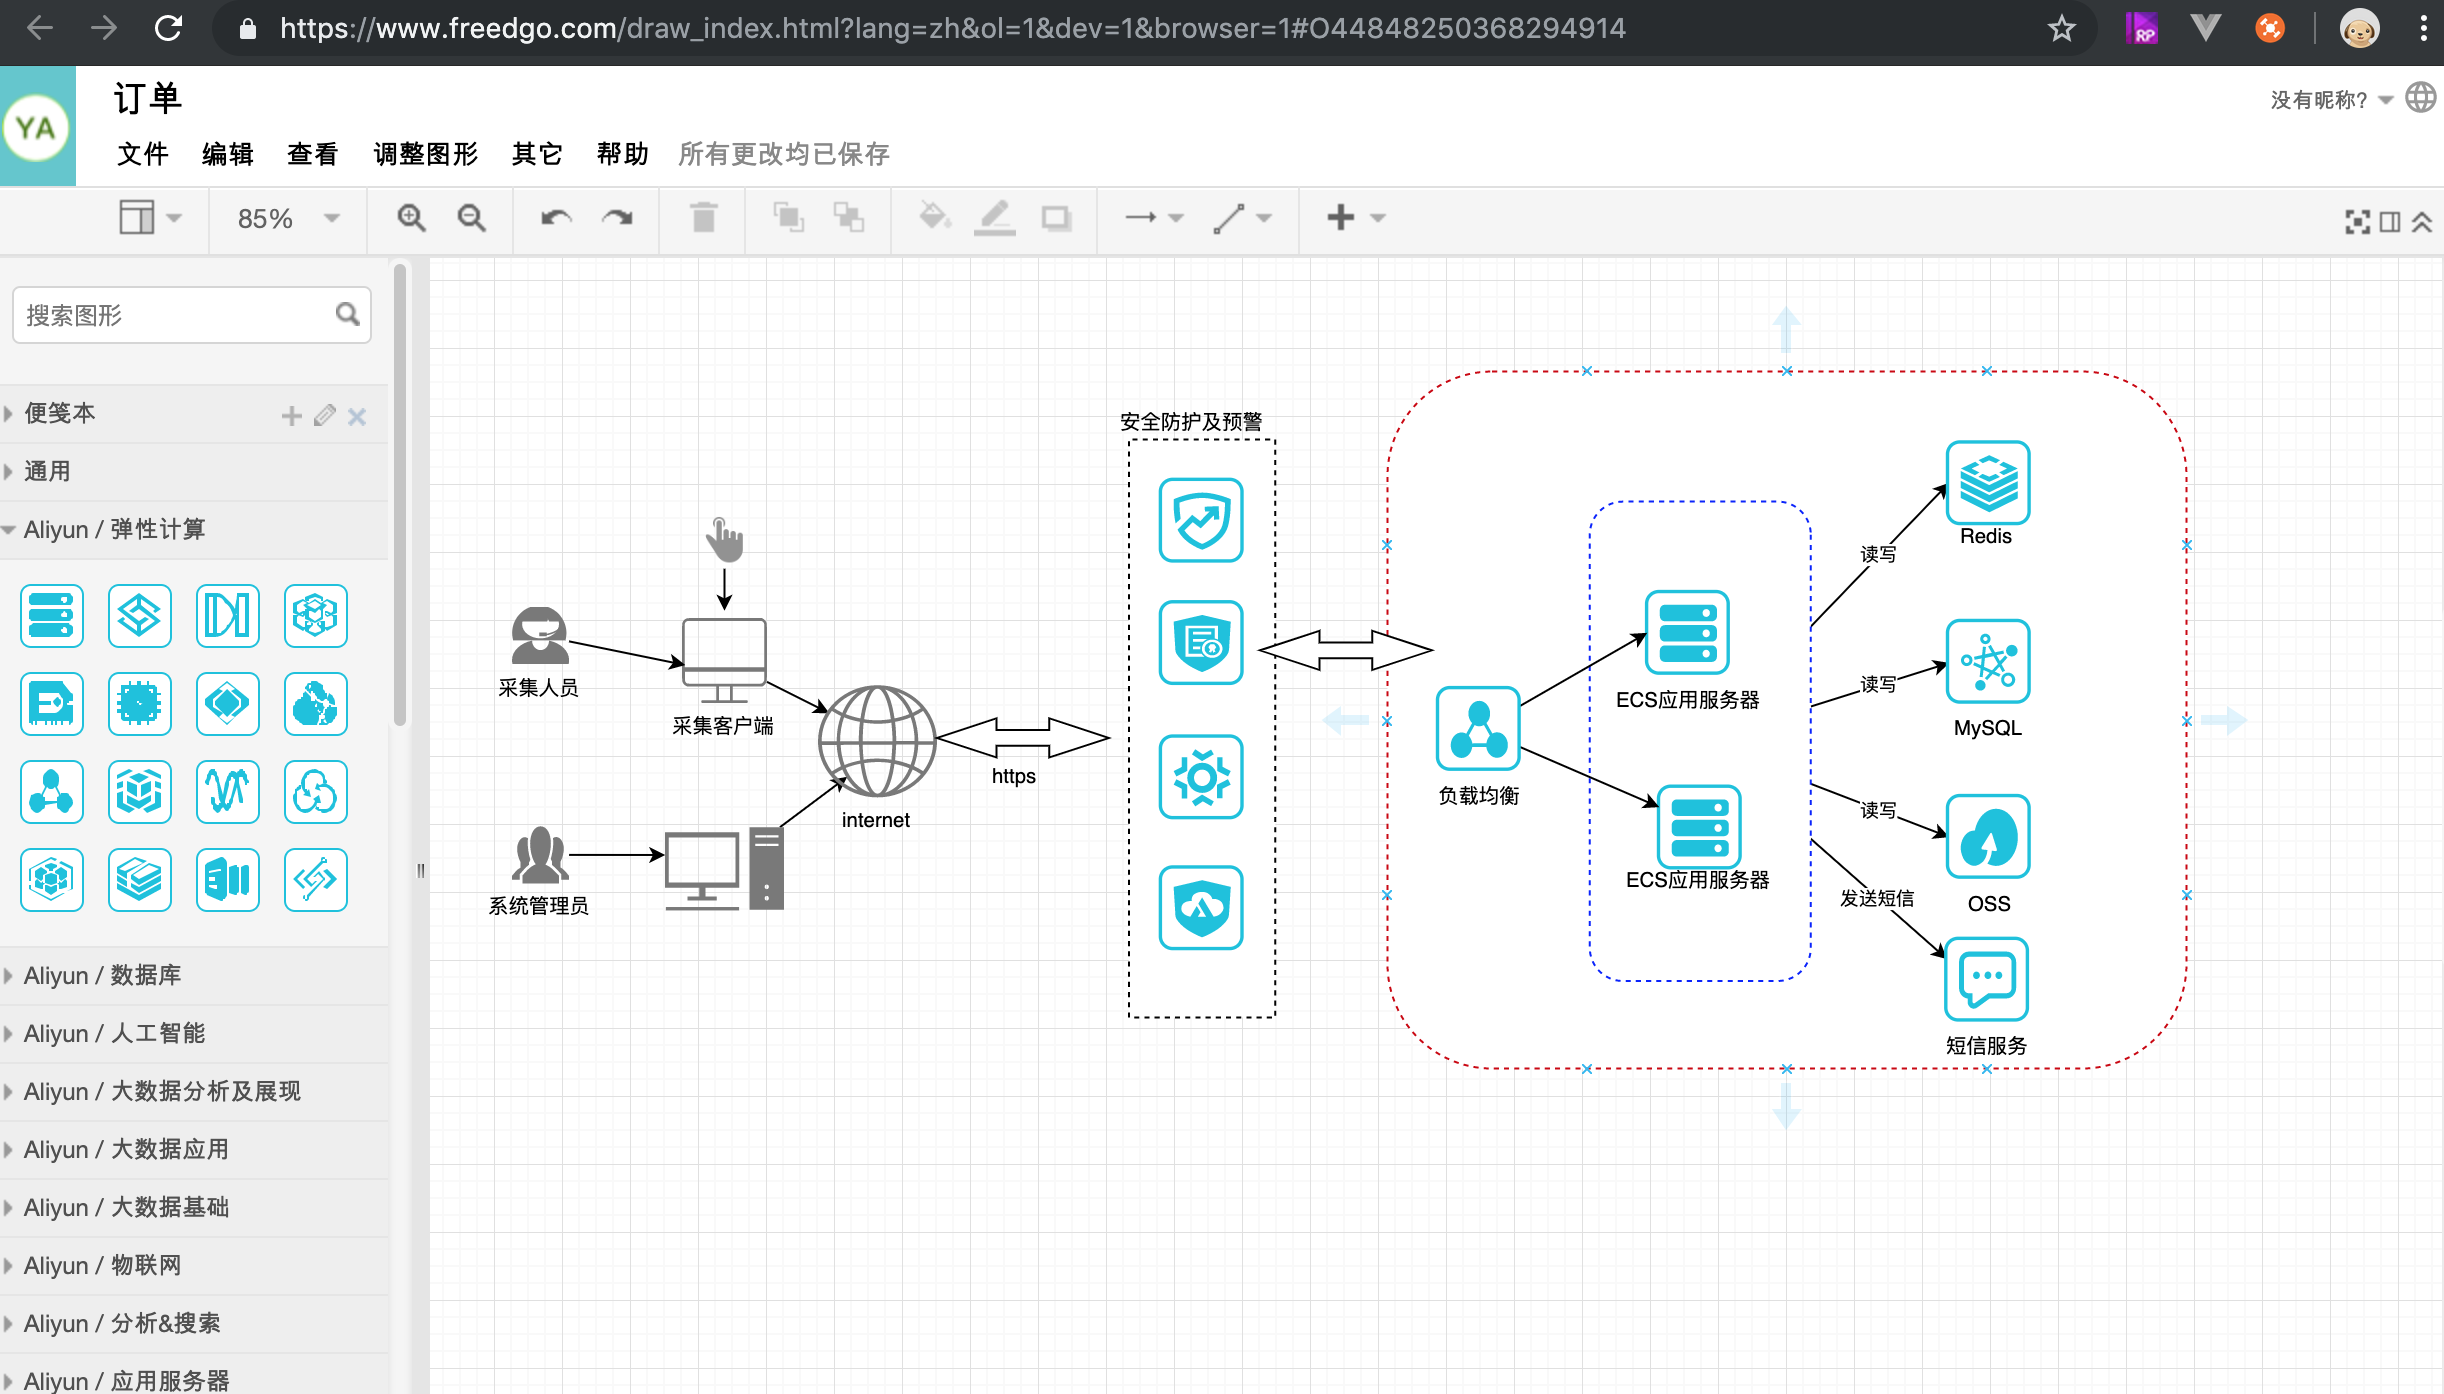 https://www.freedgo.com/draw_index.html?lang=zh&ol=1&dev=1&browser=1#O44848250368294914
RP
YA
订单
没有昵称?
文件 编辑 查看 调整图形 其它 帮助 所有更改均已保存
85%
搜索图形
便笺本
通用
Aliyun / 弹性计算
Aliyun / 数据库
Aliyun / 人工智能
Aliyun / 大数据分析及展现
Aliyun / 大数据应用
Aliyun / 大数据基础
Aliyun / 物联网
Aliyun / 分析&搜索
Aliyun / 应用服务器
采集人员
采集客户端
系统管理员
internet
https
安全防护及预警
负载均衡
ECS应用服务器
ECS应用服务器
读写
Redis
读写
MySQL
读写
OSS
发送短信
短信服务